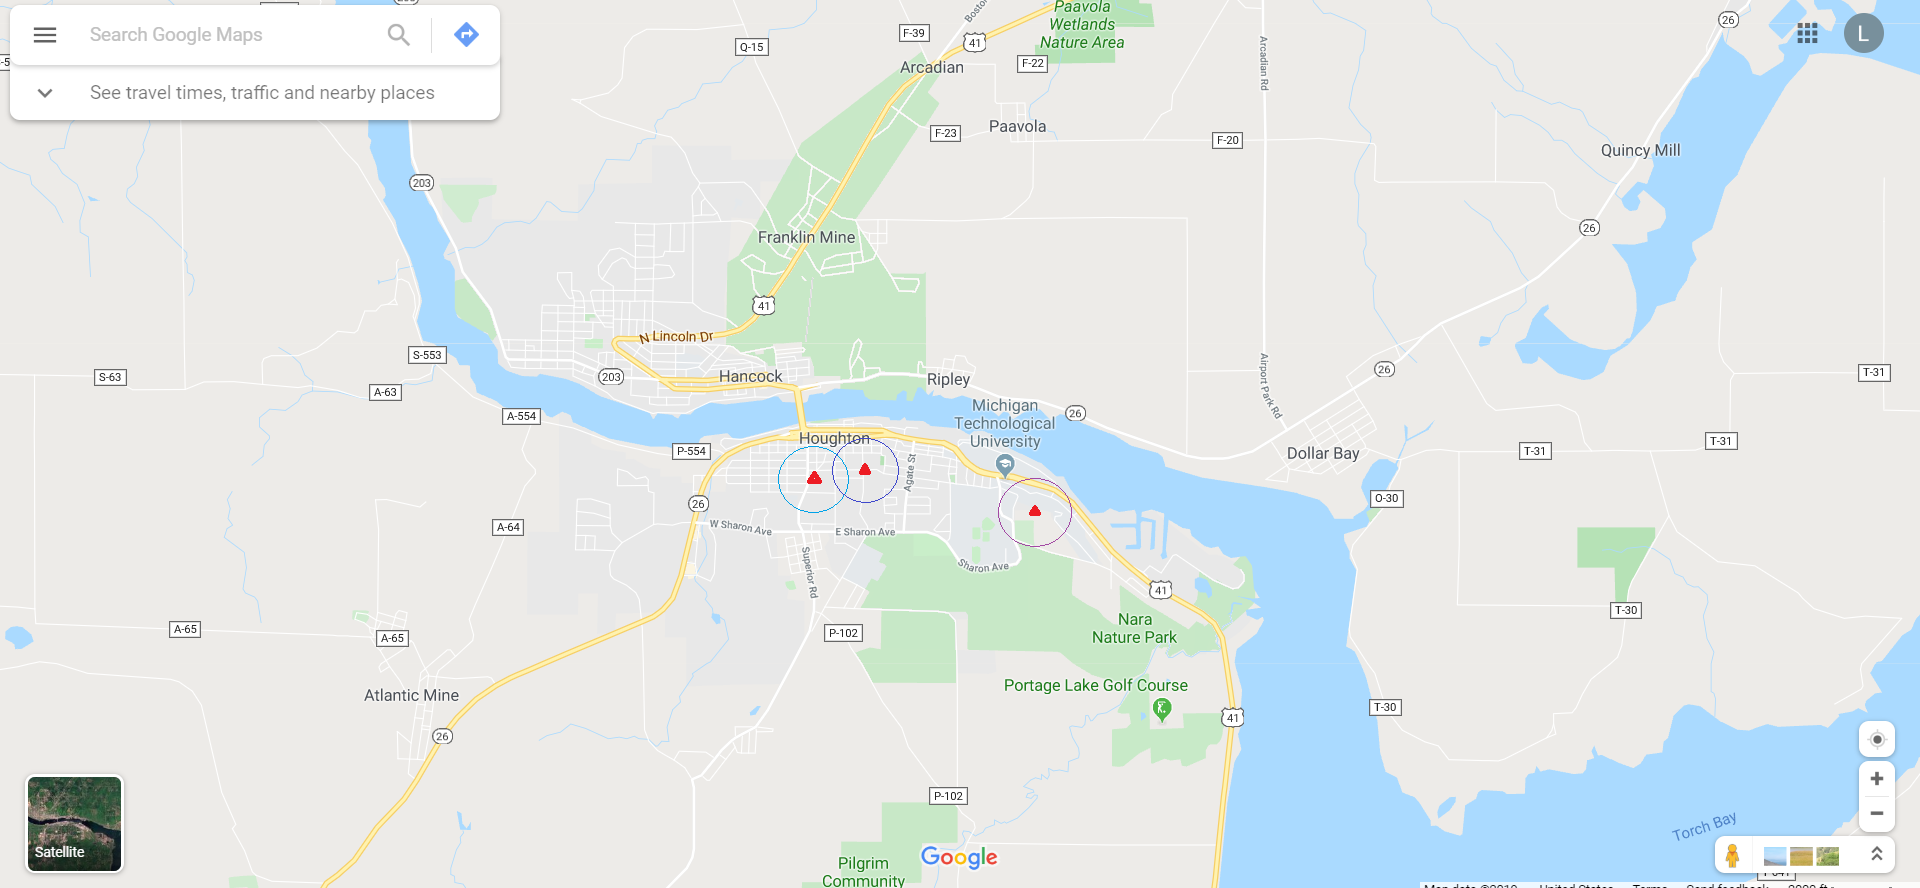 Search Google Maps
See travel times, traffic and nearby places
L
Paavola
Wetlands
Nature Area
Boston
26
F-39
41
Q-15
Arcadian
F-22
Arcadian Rd
F-23
Paavola
F-20
Quincy Mill
203
26
Franklin Mine
41
N Lincoln Dr
S-553
S-63
203
Hancock
Ripley
Airport Park Rd
26
T-31
A-63
A-554
Michigan
Technological
University
26
Houghton
P-554
Agate St
Dollar Bay
T-31
T-31
26
O-30
A-64
W Sharon Ave
E Sharon Ave
Superior Rd
Sharon Ave
41
Nara
Nature Park
T-30
A-65
A-65
P-102
Portage Lake Golf Course
Atlantic Mine
T-30
41
26
P-102
Torch Bay
Satellite
Google
Pilgrim
Community